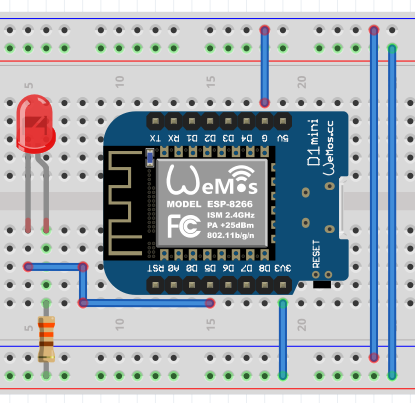 5
10
15
20
TX RX D1 D2 D3 D4 G 5V
D1 mini
WeMos.cc
WeMos
MODEL ESP-8266
ISM 2.4GHz
PA +25dBm
802.11b/g/n
FC
RESET
RST A0 D0 D5 D6 D7 D8 3V3
5
10
15
20